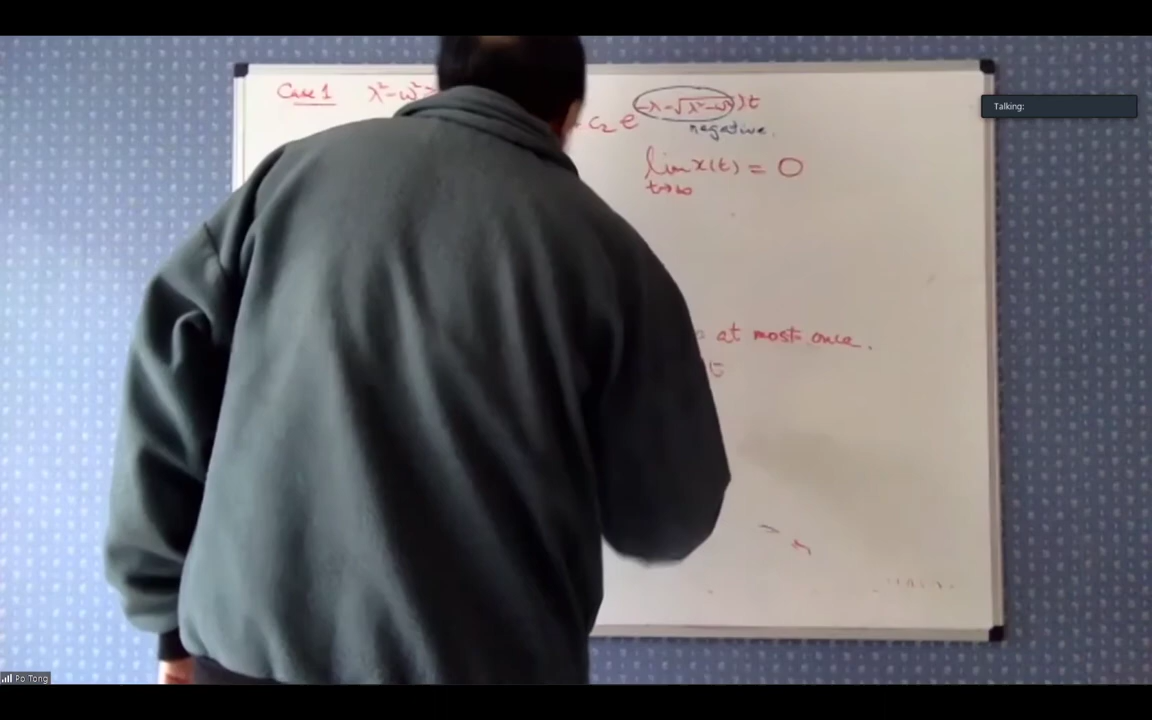 Case 1 λ²-ω²
c₂ e^(-λ-√(λ²-ω²))t
negative.
lim x(t) = 0
t→∞
at most once.
t
Talking:
Po Tong